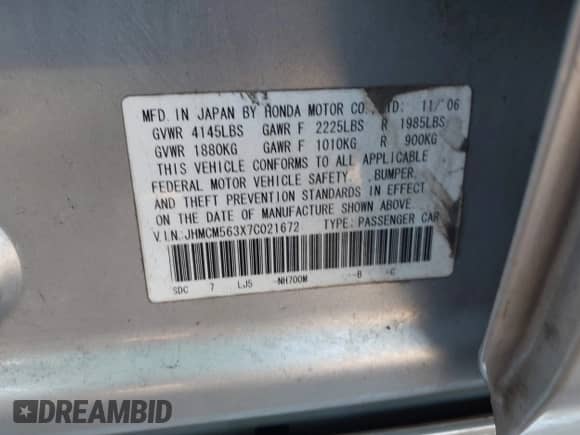 MFD. IN JAPAN BY HONDA MOTOR CO., LTD: 11/'06
GVWR 4145LBS GAWR F 2225LBS R 1985LBS
GVWR 1880KG GAWR F 1010KG R 900KG
THIS VEHICLE CONFORMS TO ALL APPLICABLE
FEDERAL MOTOR VEHICLE SAFETY , BUMPER,
AND THEFT PREVENTION STANDARDS IN EFFECT
ON THE DATE OF MANUFACTURE SHOWN ABOVE.
V.I.N: JHMCM563X7C021672 TYPE: PASSENGER CAR
SDC 7 LJ5 -NH700M --B -C
DREAMBID